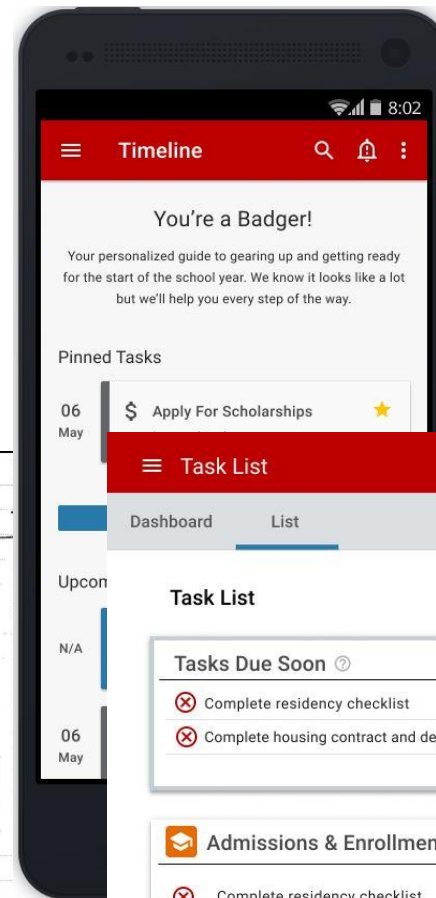 8:02
Timeline
You're a Badger!
Your personalized guide to gearing up and getting ready
for the start of the school year. We know it looks like a lot
but we'll help you every step of the way.
Pinned Tasks
06
May
$ Apply For Scholarships
Task List
Dashboard List
Task List
Tasks Due Soon
Complete residency checklist
Complete housing contract and de
Admissions & Enrollmen
Complete residency checklist
Upcom
N/A
06
May